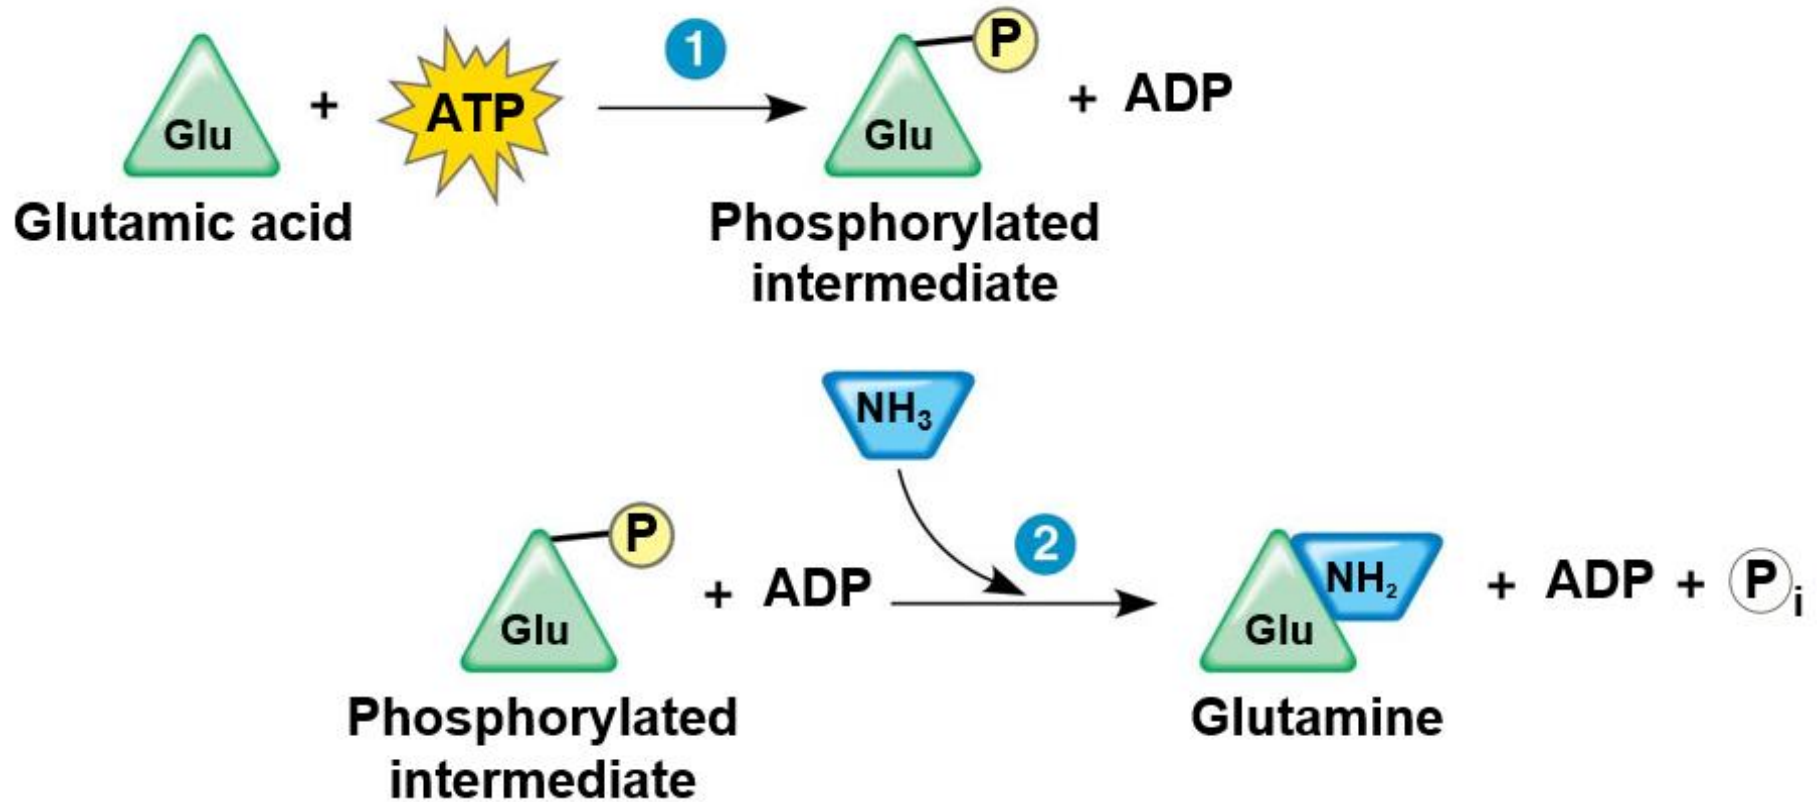 1
Glu + ATP → Glu P + ADP
Glutamic acid
Phosphorylated
intermediate
NH₃
2
Glu P + ADP → Glu NH₂ + ADP + P i
Phosphorylated
intermediate
Glutamine